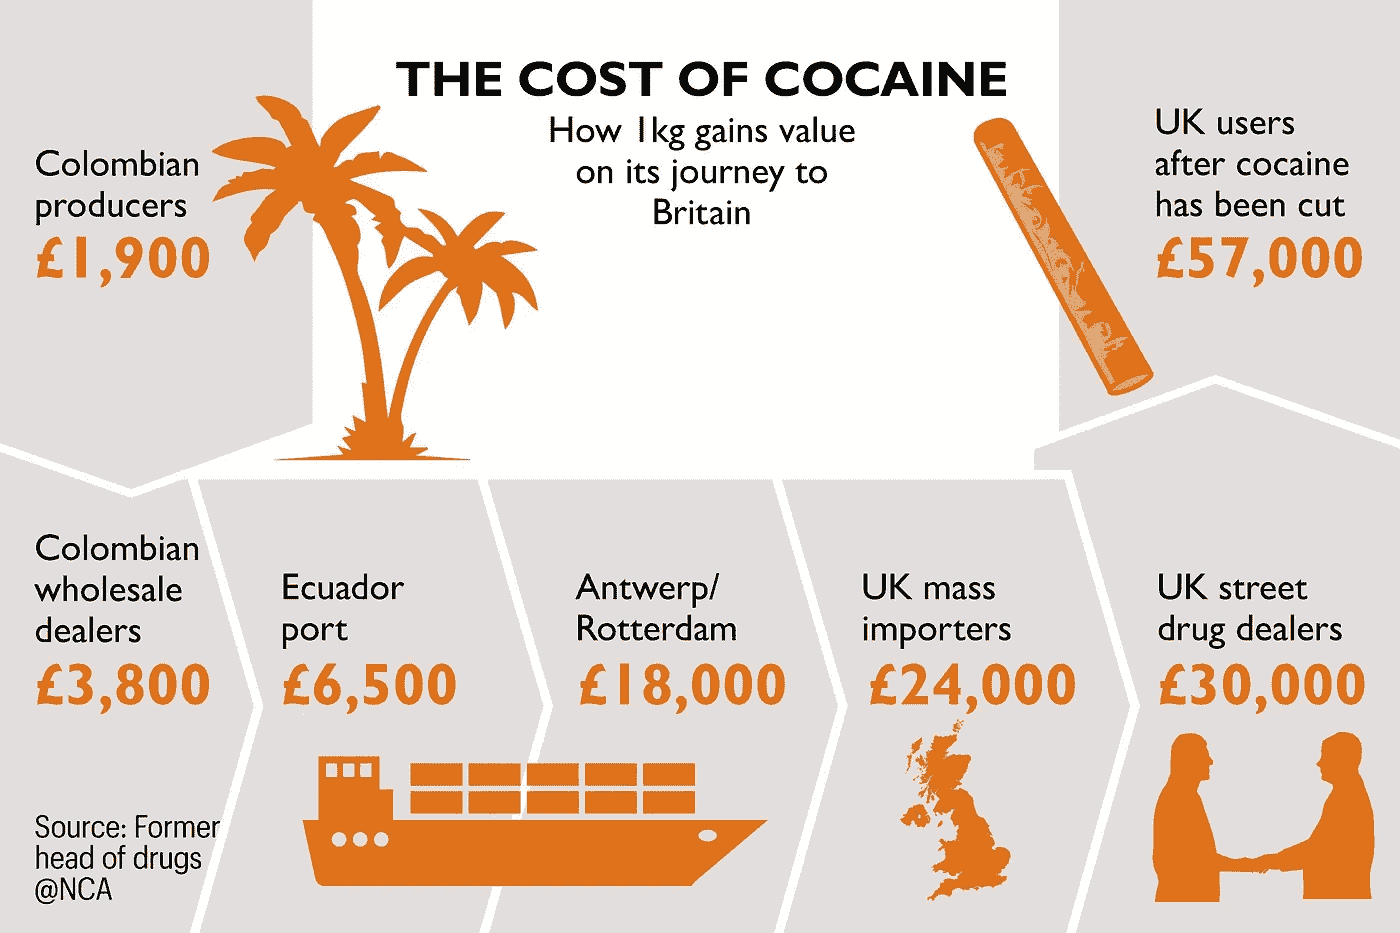 THE COST OF COCAINE
How 1kg gains value
on its journey to
Britain
Colombian
producers
£1,900
Colombian
wholesale
dealers
£3,800
Ecuador
port
£6,500
Antwerp/
Rotterdam
£18,000
UK mass
importers
£24,000
UK street
drug dealers
£30,000
UK users
after cocaine
has been cut
£57,000
Source: Former
head of drugs
@NCA